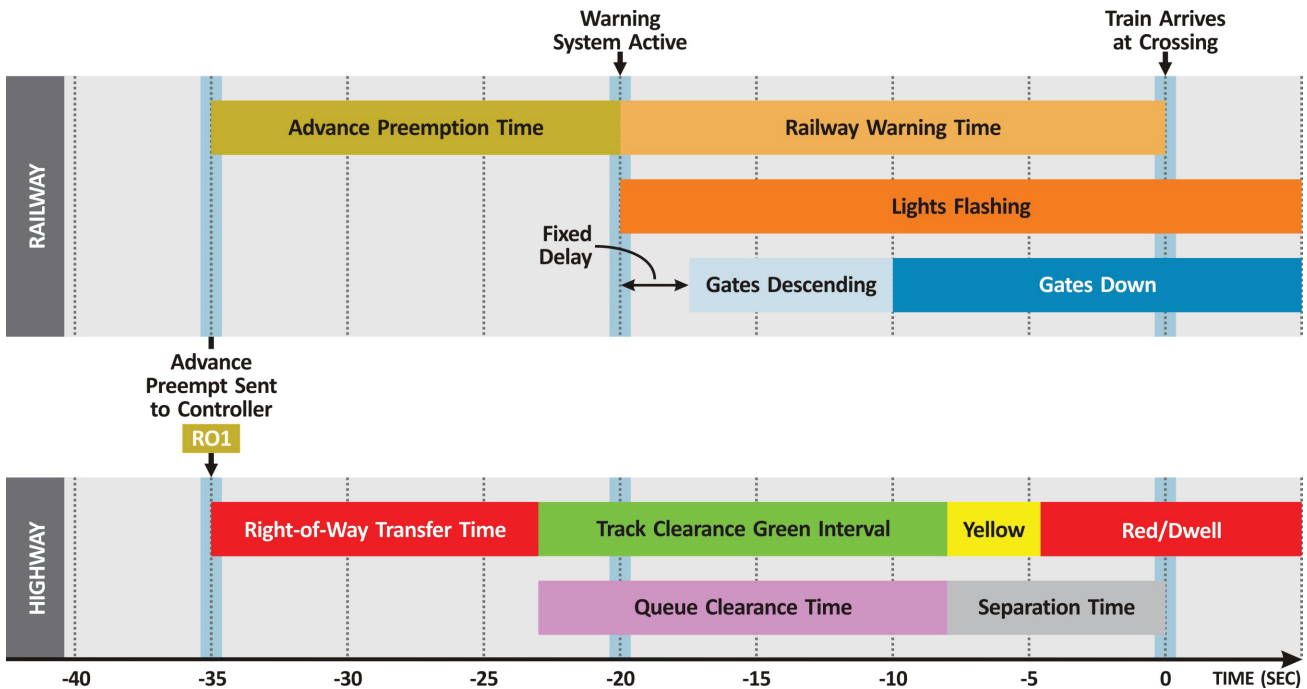 Warning
System Active
Train Arrives
at Crossing
RAILWAY
Advance Preemption Time
Railway Warning Time
Lights Flashing
Fixed
Delay
Gates Descending
Gates Down
Advance
Preempt Sent
to Controller
RO1
HIGHWAY
Right-of-Way Transfer Time
Track Clearance Green Interval
Yellow
Red/Dwell
Queue Clearance Time
Separation Time
-40 -35 -30 -25 -20 -15 -10 -5 0 TIME (SEC)